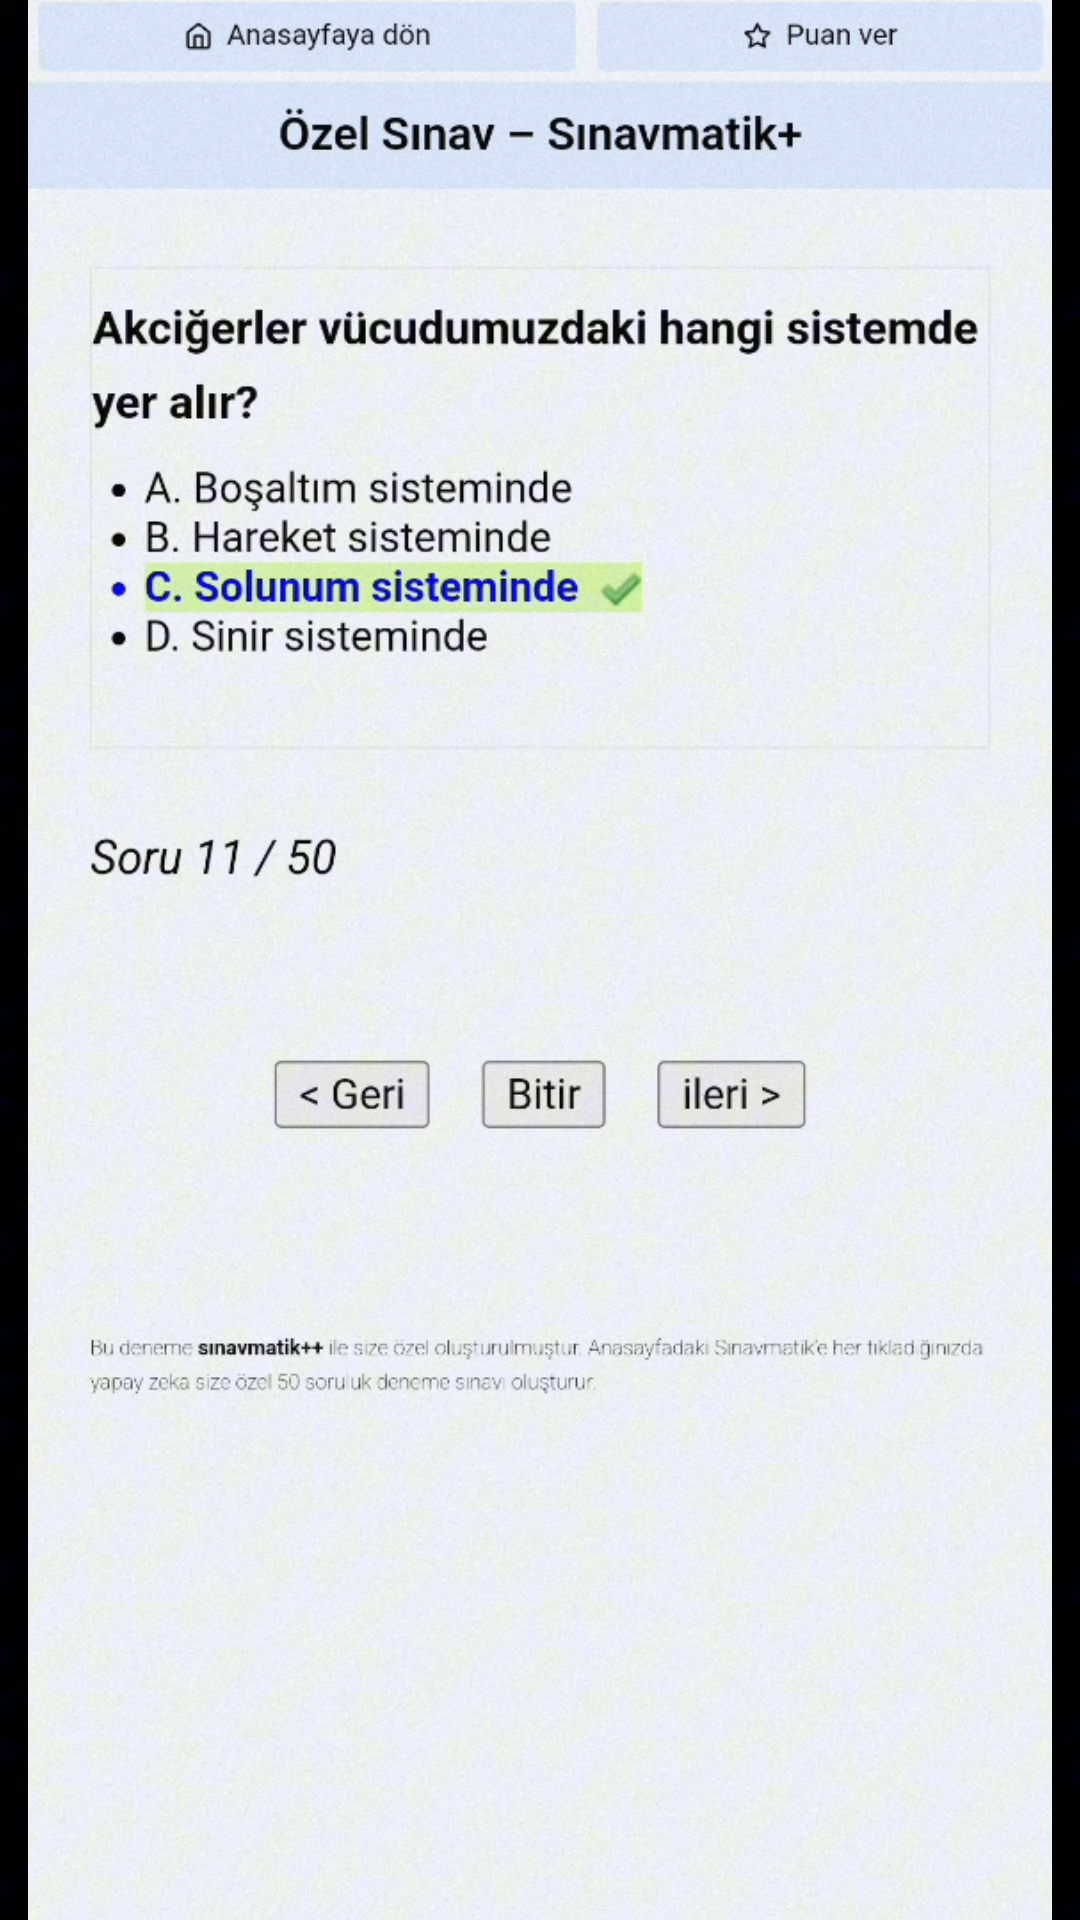 Anasayfaya dön
Puan ver
Özel Sınav – Sınavmatik+
Akciğerler vücudumuzdaki hangi sistemde
yer alır?
A. Boşaltım sisteminde
B. Hareket sisteminde
C. Solunum sisteminde
D. Sinir sisteminde
Soru 11 / 50
< Geri
Bitir
ileri >
Bu deneme sınavmatik++ ile size özel oluşturulmuştur. Anasayfadaki Sınavmatik'e her tıkladığınızda
yapay zeka size özel 50 soruluk deneme sınavı oluşturur.